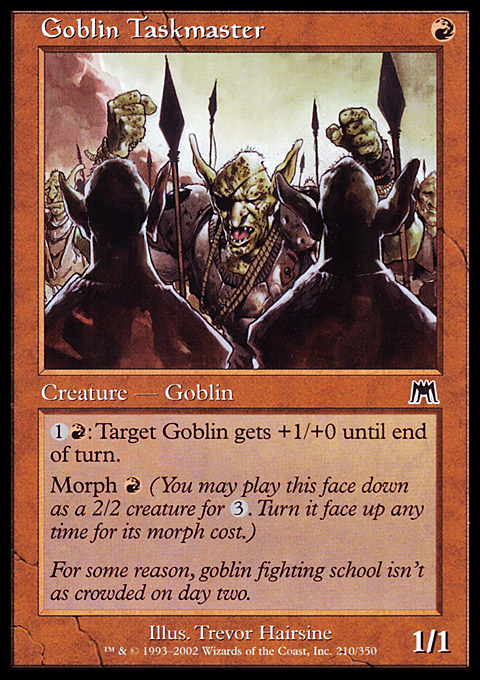 Goblin Taskmaster
Creature — Goblin
1: Target Goblin gets +1/+0 until end
of turn.
Morph (You may play this face down
as a 2/2 creature for 3. Turn it face up any
time for its morph cost.)
For some reason, goblin fighting school isn't
as crowded on day two.
Illus. Trevor Hairsine
™ & © 1993-2002 Wizards of the Coast, Inc. 210/350
1/1